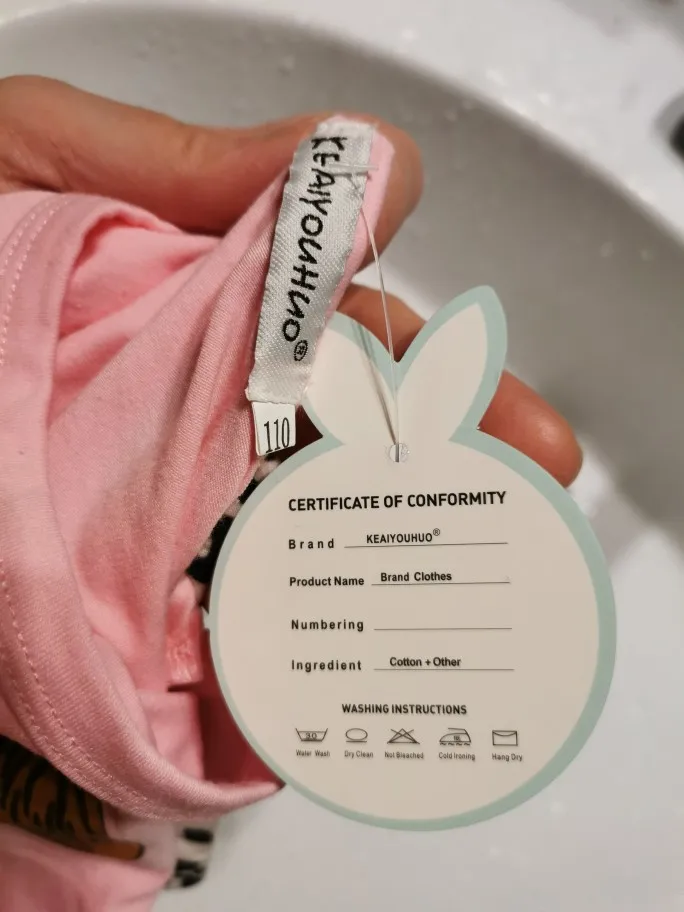 KEAIYOUHUO®
110
CERTIFICATE OF CONFORMITY
Brand KEAIYOUHUO®
Product Name Brand Clothes
Numbering
Ingredient Cotton + Other
WASHING INSTRUCTIONS
30
Water Wash Dry Clean Not Bleached Cold Ironing Hang Dry